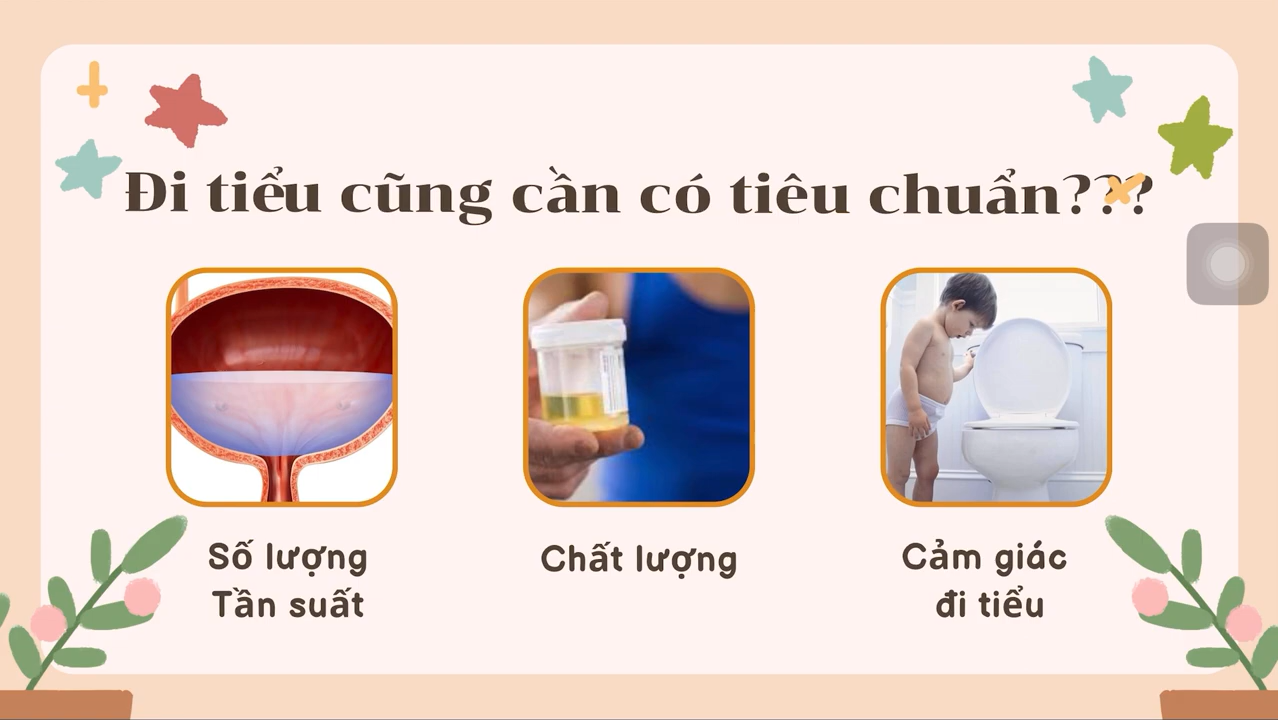 Đi tiểu cũng cần có tiêu chuẩn???
Số lượng
Tần suất
Chất lượng
Cảm giác
đi tiểu